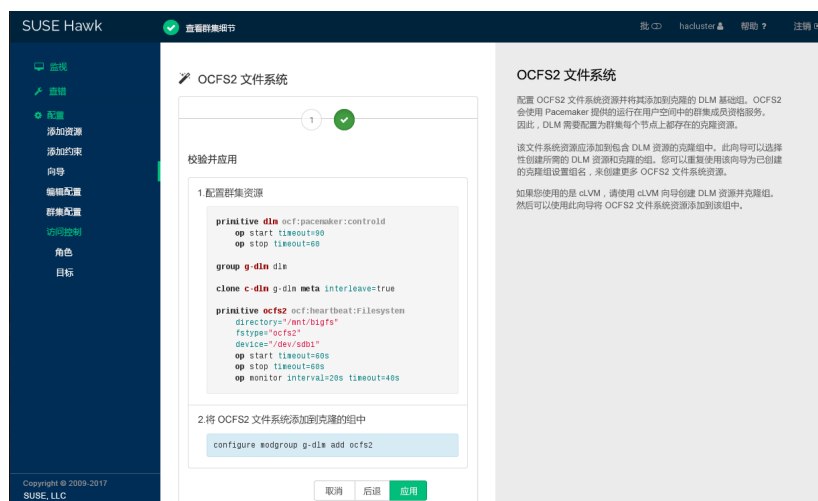 SUSE Hawk
查看群集细节
批
hacluster
帮助 ?
注销
监视
查错
配置
添加资源
添加约束
向导
编辑配置
群集配置
访问控制
角色
目标
Copyright © 2009-2017
SUSE, LLC
OCFS2 文件系统
1
校验并应用
1.配置群集资源
primitive dlm ocf:pacemaker:controld
op start timeout=90
op stop timeout=60
group g-dlm dlm
clone c-dlm g-dlm meta interleave=true
primitive ocfs2 ocf:heartbeat:Filesystem
directory="/mnt/bigfs"
fstype="ocfs2"
device="/dev/sdb1"
op start timeout=60s
op stop timeout=60s
op monitor interval=20s timeout=40s
2.将 OCFS2 文件系统添加到克隆的组中
configure modgroup g-dlm add ocfs2
取消
后退
应用
OCFS2 文件系统
配置 OCFS2 文件系统资源并将其添加到克隆的 DLM 基础组。OCFS2
会使用 Pacemaker 提供的运行在用户空间中的群集成员资格服务。
因此，DLM 需要配置为群集每个节点上都存在的克隆资源。
该文件系统资源应添加到包含 DLM 资源的克隆组中。此向导可以选择
性创建所需的 DLM 资源和克隆的组。您可以重复使用该向导为已创建
的克隆组设置组名，来创建更多 OCFS2 文件系统资源。
如果您使用的是 cLVM，请使用 cLVM 向导创建 DLM 资源并克隆组。
然后可以使用此向导将 OCFS2 文件系统资源添加到该组中。